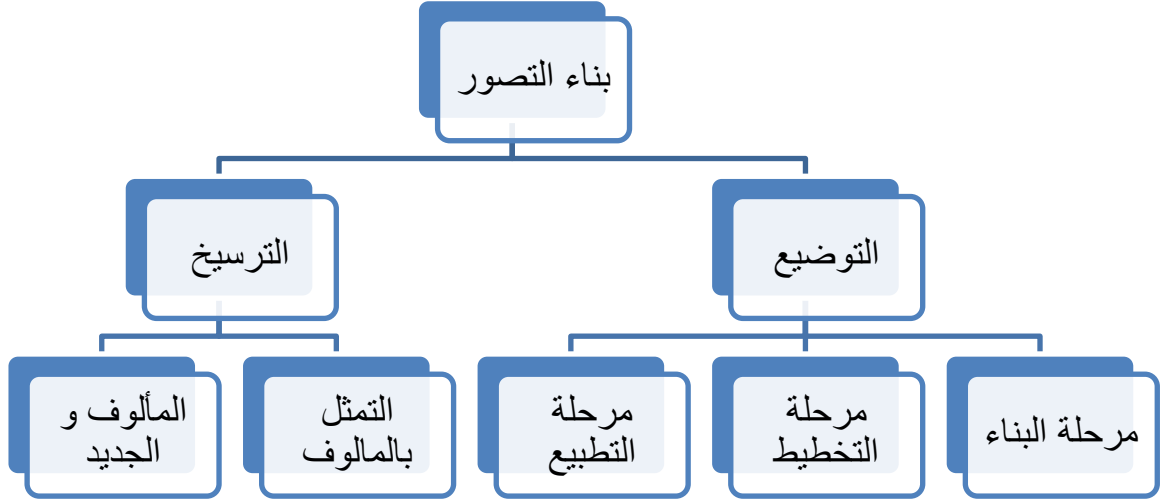 بناء التصور
التوضيع
الترسيخ
مرحلة البناء
مرحلة
التخطيط
مرحلة
التطبيع
التمثل
بالمالوف
المألوف و
الجديد